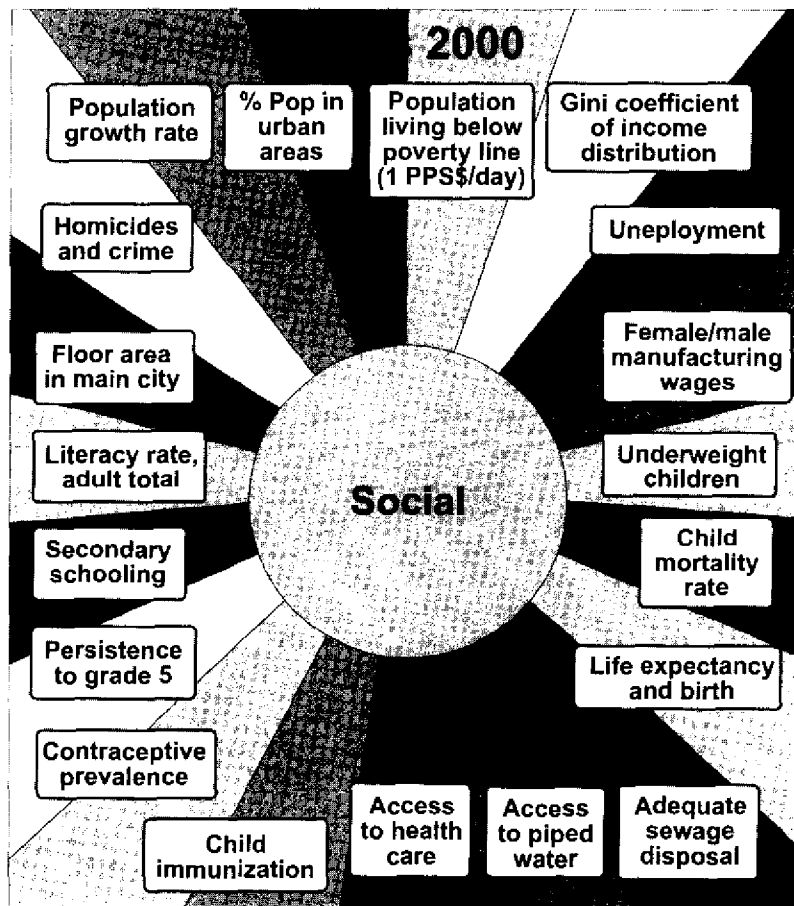 2000
Population
growth rate
% Pop in
urban
areas
Population
living below
poverty line
(1 PPS$/day)
Gini coefficient
of income
distribution
Homicides
and crime
Uneployment
Floor area
in main city
Female/male
manufacturing
wages
Literacy rate,
adult total
Social
Underweight
children
Secondary
schooling
Child
mortality
rate
Persistence
to grade 5
Life expectancy
and birth
Contraceptive
prevalence
Child
immunization
Access
to health
care
Access
to piped
water
Adequate
sewage
disposal